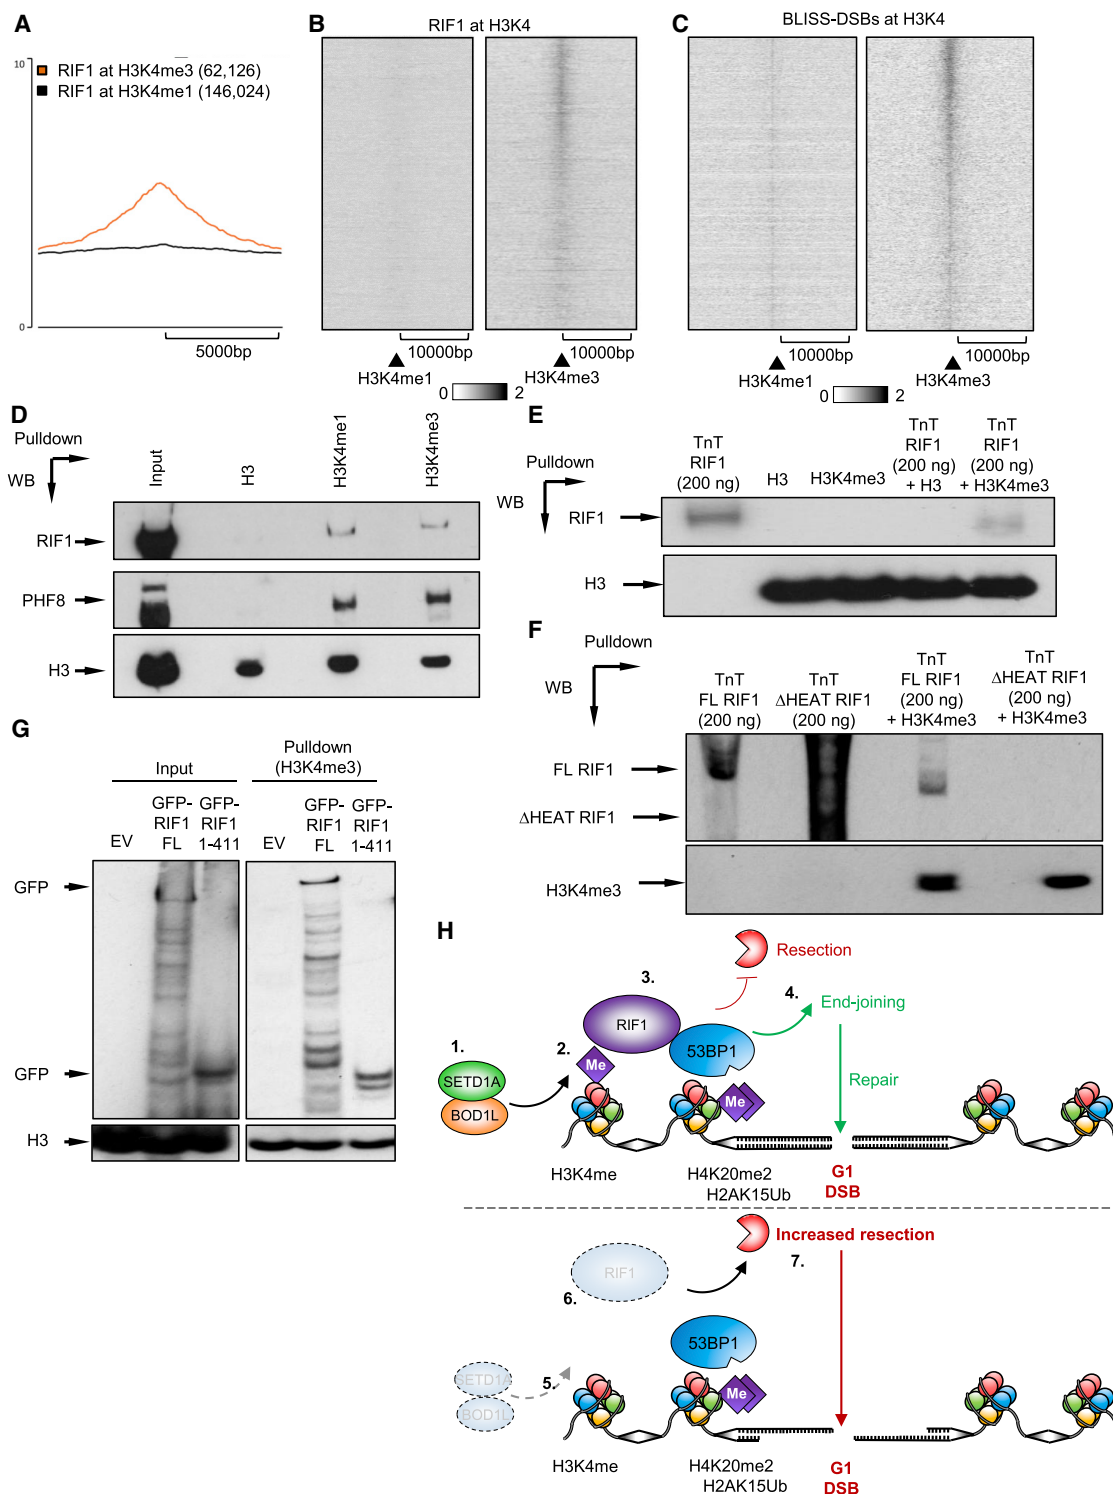 A
10
RIF1 at H3K4me3 (62,126)
RIF1 at H3K4me1 (146,024)
0
5000bp
B
RIF1 at H3K4
10000bp
10000bp
H3K4me1
H3K4me3
0
2
C
BLISS-DSBs at H3K4
10000bp
10000bp
H3K4me1
H3K4me3
0
2
D
Pulldown
WB
Input
H3
H3K4me1
H3K4me3
RIF1
PHF8
H3
E
Pulldown
WB
TnT
RIF1
(200 ng)
H3
H3K4me3
TnT
RIF1
(200 ng)
+ H3
TnT
RIF1
(200 ng)
+ H3K4me3
RIF1
H3
F
Pulldown
WB
TnT
FL RIF1
(200 ng)
TnT
ΔHEAT RIF1
(200 ng)
TnT
FL RIF1
(200 ng)
+ H3K4me3
TnT
ΔHEAT RIF1
(200 ng)
+ H3K4me3
FL RIF1
ΔHEAT RIF1
H3K4me3
G
Input
Pulldown
(H3K4me3)
EV
GFP-
RIF1
FL
GFP-
RIF1
1-411
EV
GFP-
RIF1
FL
GFP-
RIF1
1-411
GFP
GFP
H3
H
Resection
3.
4.
End-joining
RIF1
53BP1
1.
2.
Me
SETD1A
BOD1L
Repair
Me
H3K4me
H4K20me2
H2AK15Ub
G1
DSB
Increased resection
7.
RIF1
6.
53BP1
SETD1A
5.
Me
BOD1L
H3K4me
H4K20me2
H2AK15Ub
G1
DSB